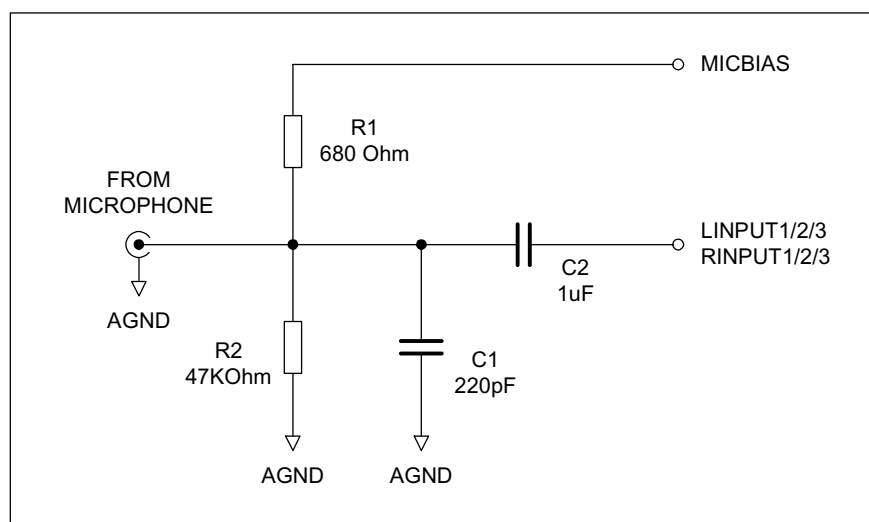 MICBIAS
R1
680 Ohm
FROM
MICROPHONE
LINPUT1/2/3
RINPUT1/2/3
C2
1uF
AGND
R2
47KOhm
C1
220pF
AGND
AGND